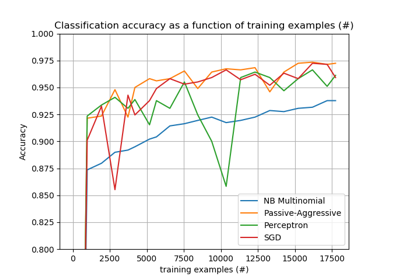 Classification accuracy as a function of training examples (#)
1.000
0.975
0.950
0.925
0.900
0.875
0.850
0.825
0.800
Accuracy
NB Multinomial
Passive-Aggressive
Perceptron
SGD
0 2500 5000 7500 10000 12500 15000 17500
training examples (#)